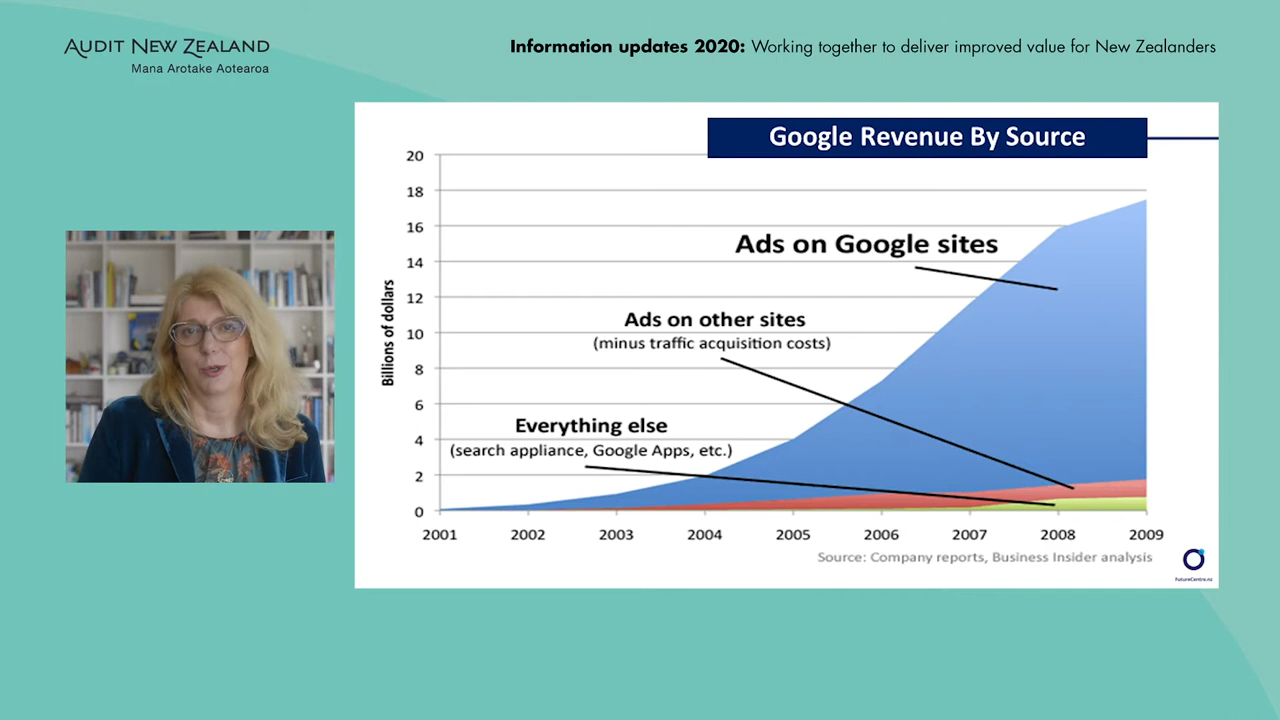 AUDIT NEW ZEALAND
Mana Arotake Aotearoa
Information updates 2020: Working together to deliver improved value for New Zealanders
Google Revenue By Source
20
18
16
14
12
10
8
6
4
2
0
Billions of dollars
Ads on Google sites
Ads on other sites
(minus traffic acquisition costs)
Everything else
(search appliance, Google Apps, etc.)
2001 2002 2003 2004 2005 2006 2007 2008 2009
Source: Company reports, Business Insider analysis
FutureCentre.nz